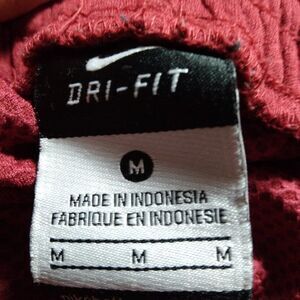 DRI-FIT
M
MADE IN INDONESIA
FABRIQUE EN INDONESIE
M M M